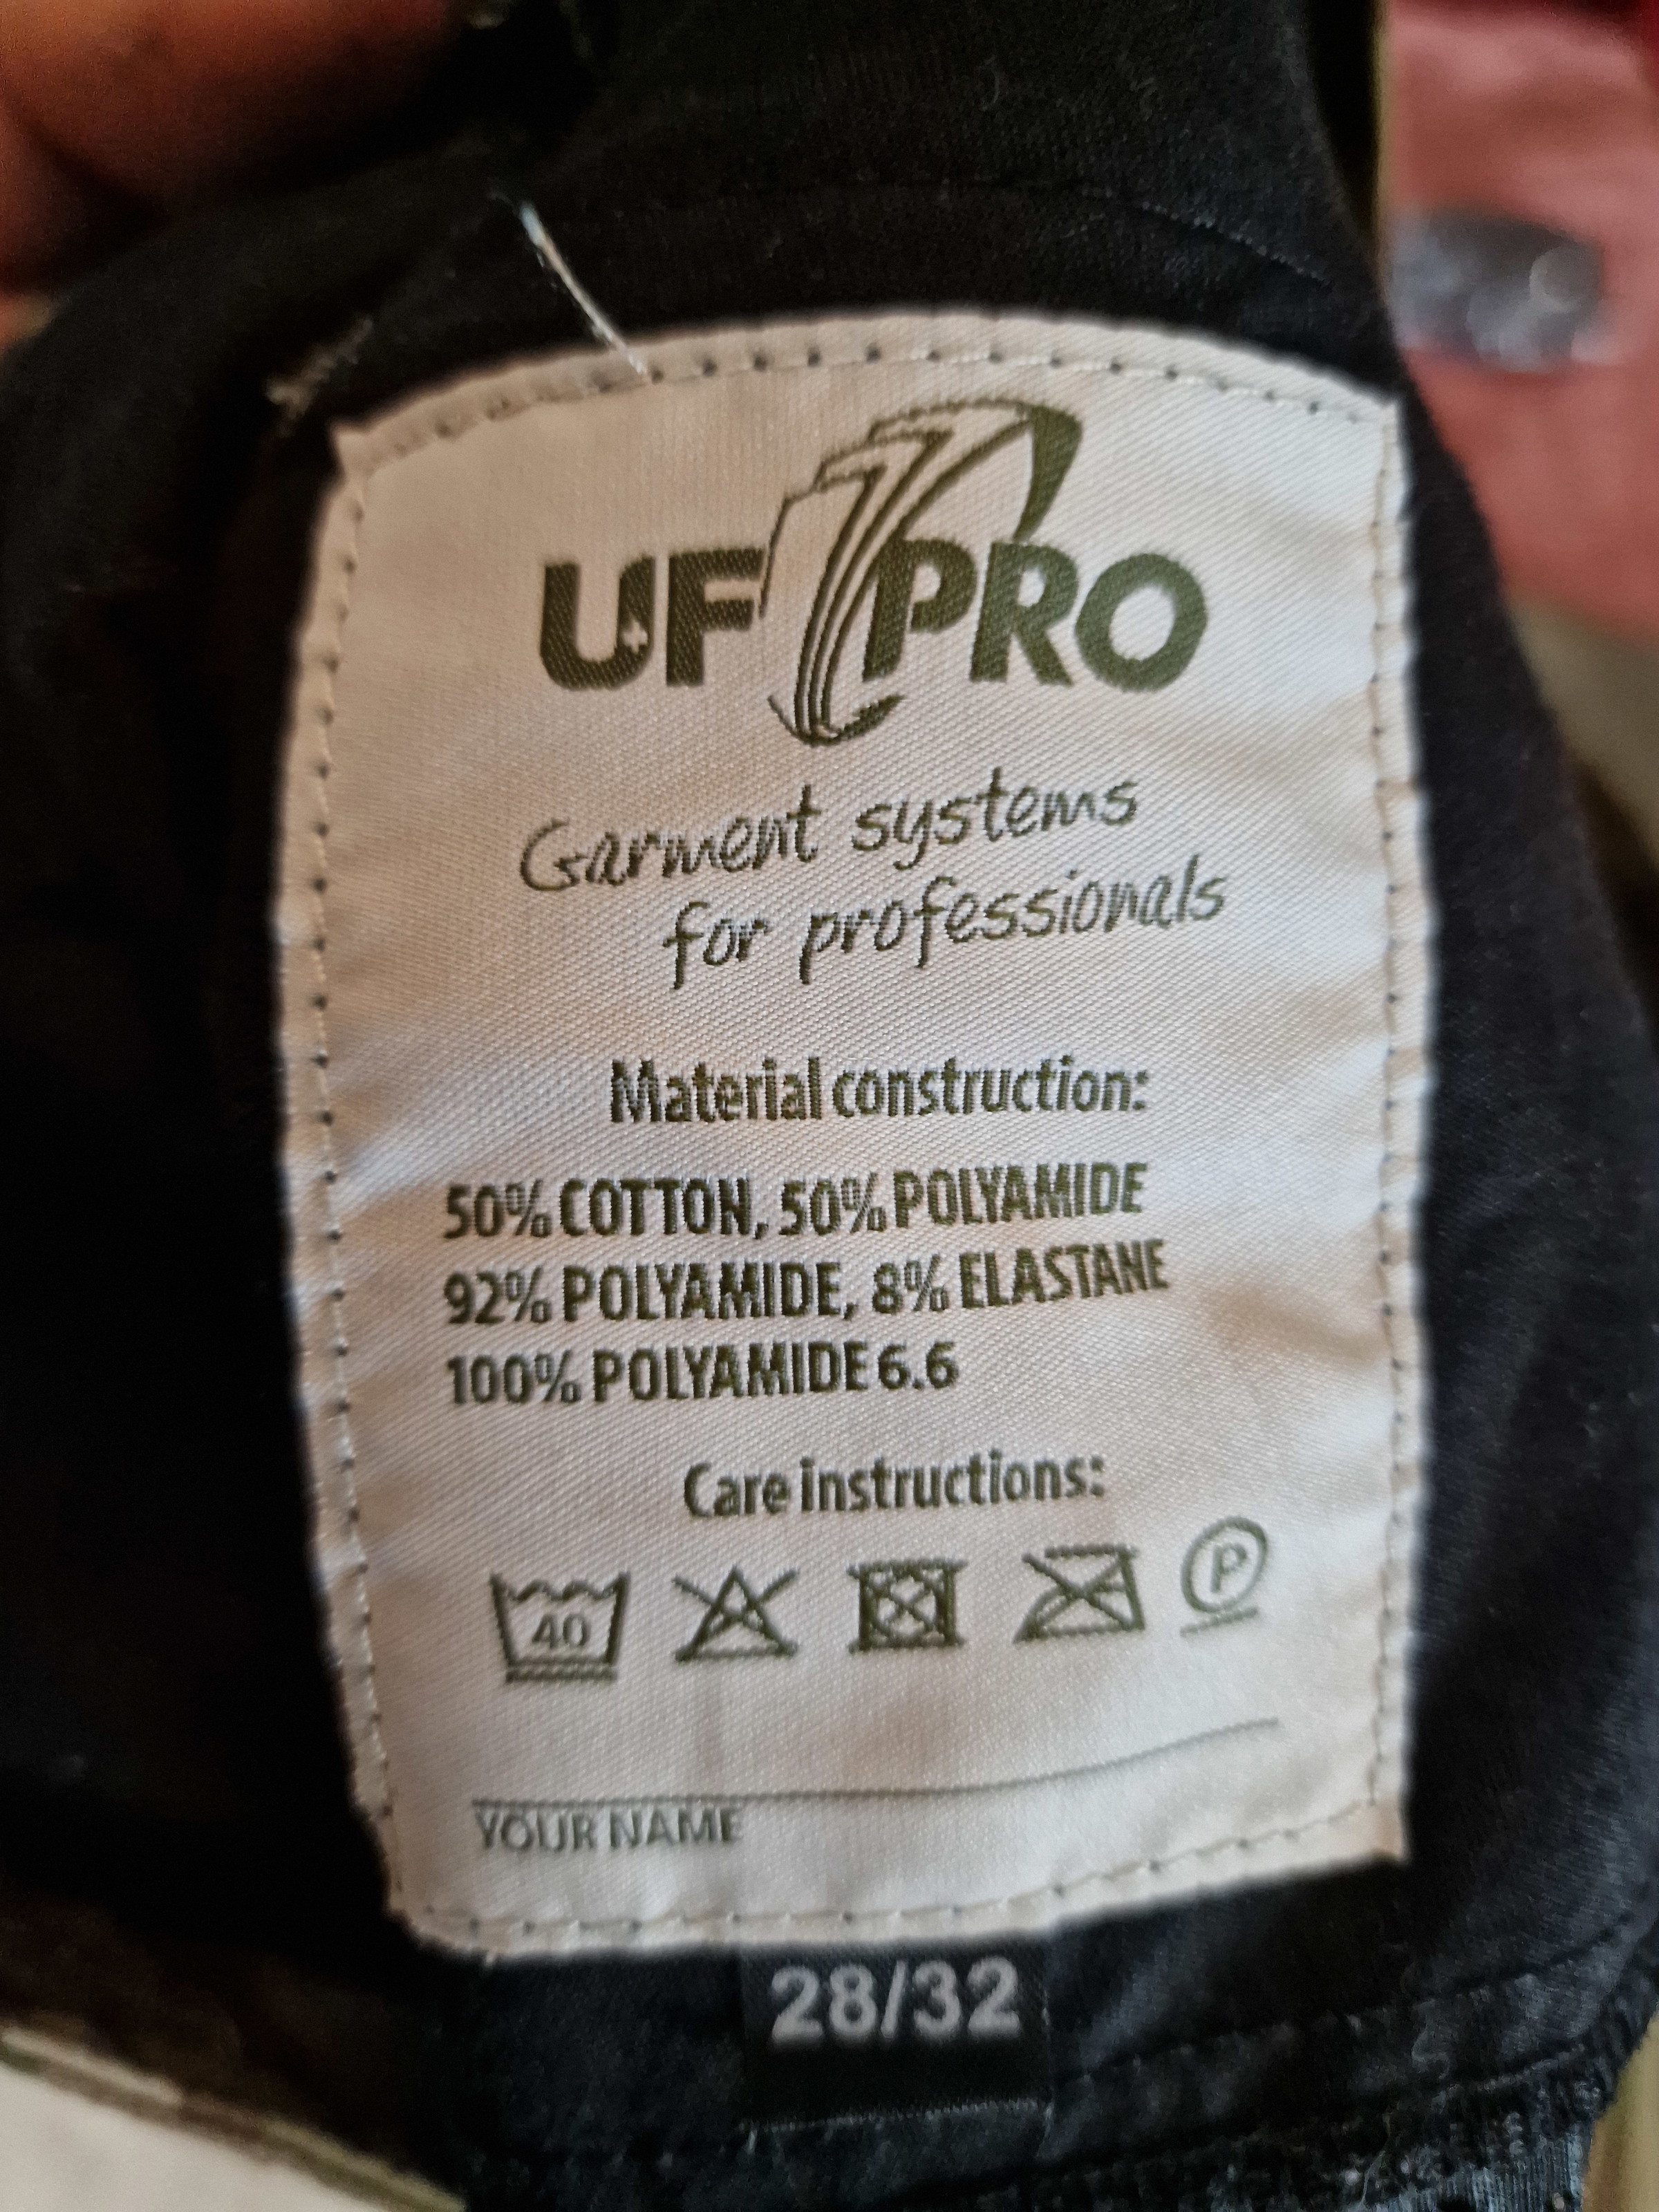 UF PRO
Garment systems
for professionals
Material construction:
50% COTTON, 50% POLYAMIDE
92% POLYAMIDE, 8% ELASTANE
100% POLYAMIDE 6.6
Care instructions:
40 P
YOUR NAME
28/32